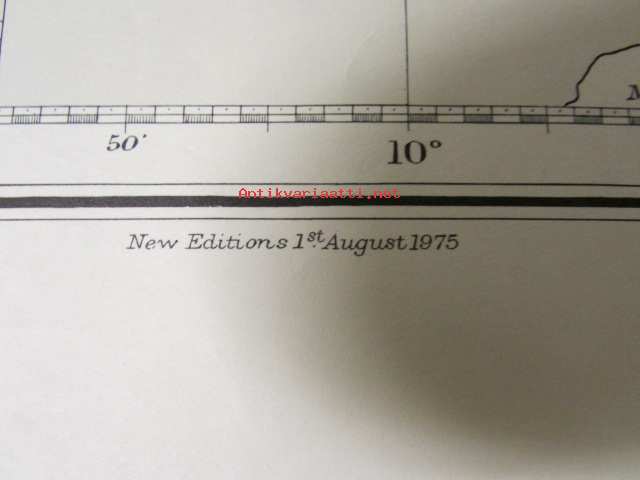 M
50'
10°
Antikvariaatti.net
New Editions 1st August 1975